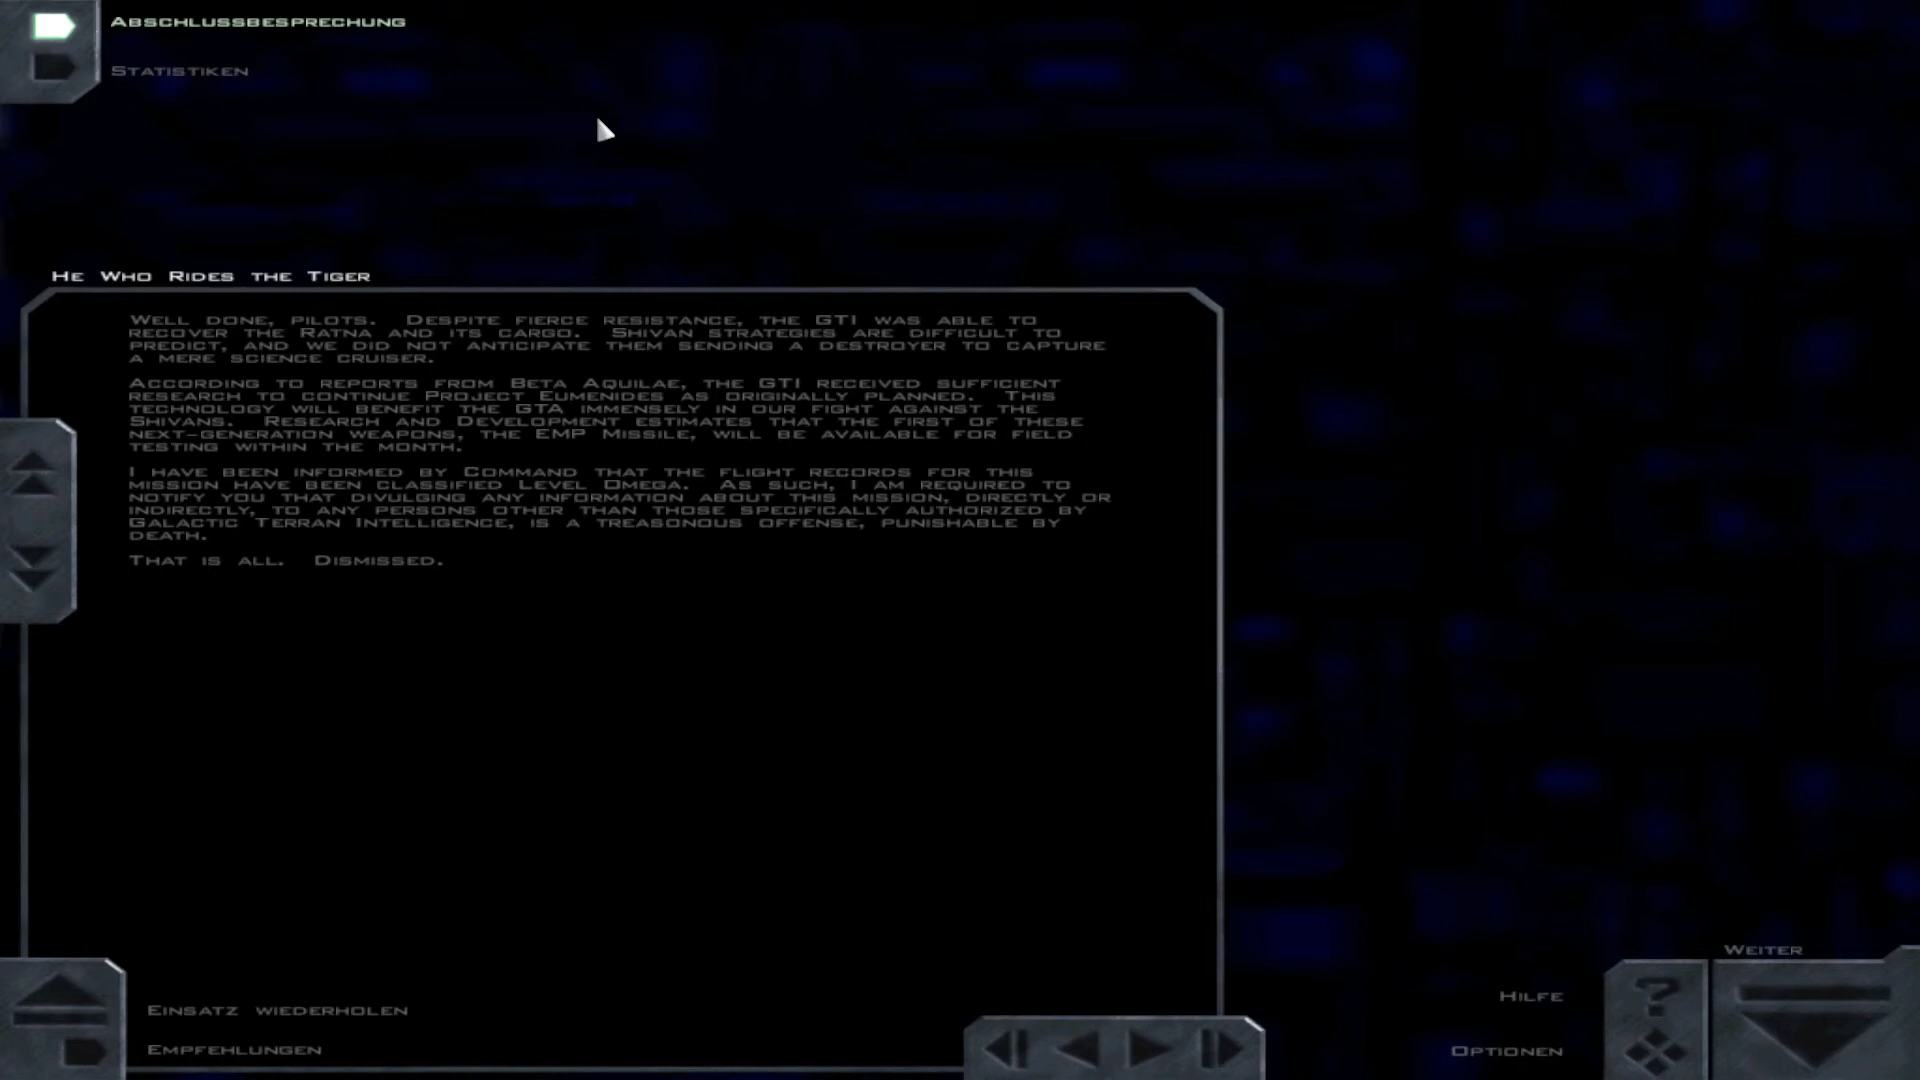 ABSCHLUSSBESPRECHUNG
STATISTIKEN
HE WHO RIDES THE TIGER
WELL DONE, PILOTS. DESPITE FIERCE RESISTANCE, THE GTI WAS ABLE TO
RECOVER THE RATNA AND ITS CARGO. SHIVAN STRATEGIES ARE DIFFICULT TO
PREDICT, AND WE DID NOT ANTICIPATE THEM SENDING A DESTROYER TO CAPTURE
A MERE SCIENCE CRUISER.
ACCORDING TO REPORTS FROM BETA AQUILAE, THE GTI RECEIVED SUFFICIENT
RESEARCH TO CONTINUE PROJECT EUMENIDES AS ORIGINALLY PLANNED. THIS
TECHNOLOGY WILL BENEFIT THE GTA IMMENSELY IN OUR FIGHT AGAINST THE
SHIVANS. RESEARCH AND DEVELOPMENT ESTIMATES THAT THE FIRST OF THESE
NEXT-GENERATION WEAPONS, THE EMP MISSILE, WILL BE AVAILABLE FOR FIELD
TESTING WITHIN THE MONTH.
I HAVE BEEN INFORMED BY COMMAND THAT THE FLIGHT RECORDS FOR THIS
MISSION HAVE BEEN CLASSIFIED LEVEL OMEGA. AS SUCH, I AM REQUIRED TO
NOTIFY YOU THAT DIVULGING ANY INFORMATION ABOUT THIS MISSION, DIRECTLY OR
INDIRECTLY, TO ANY PERSONS OTHER THAN THOSE SPECIFICALLY AUTHORIZED BY
GALACTIC TERRAN INTELLIGENCE, IS A TREASONOUS OFFENSE, PUNISHABLE BY
DEATH.
THAT IS ALL. DISMISSED.
EINSATZ WIEDERHOLEN
EMPFEHLUNGEN
WEITER
HILFE
?
OPTIONEN